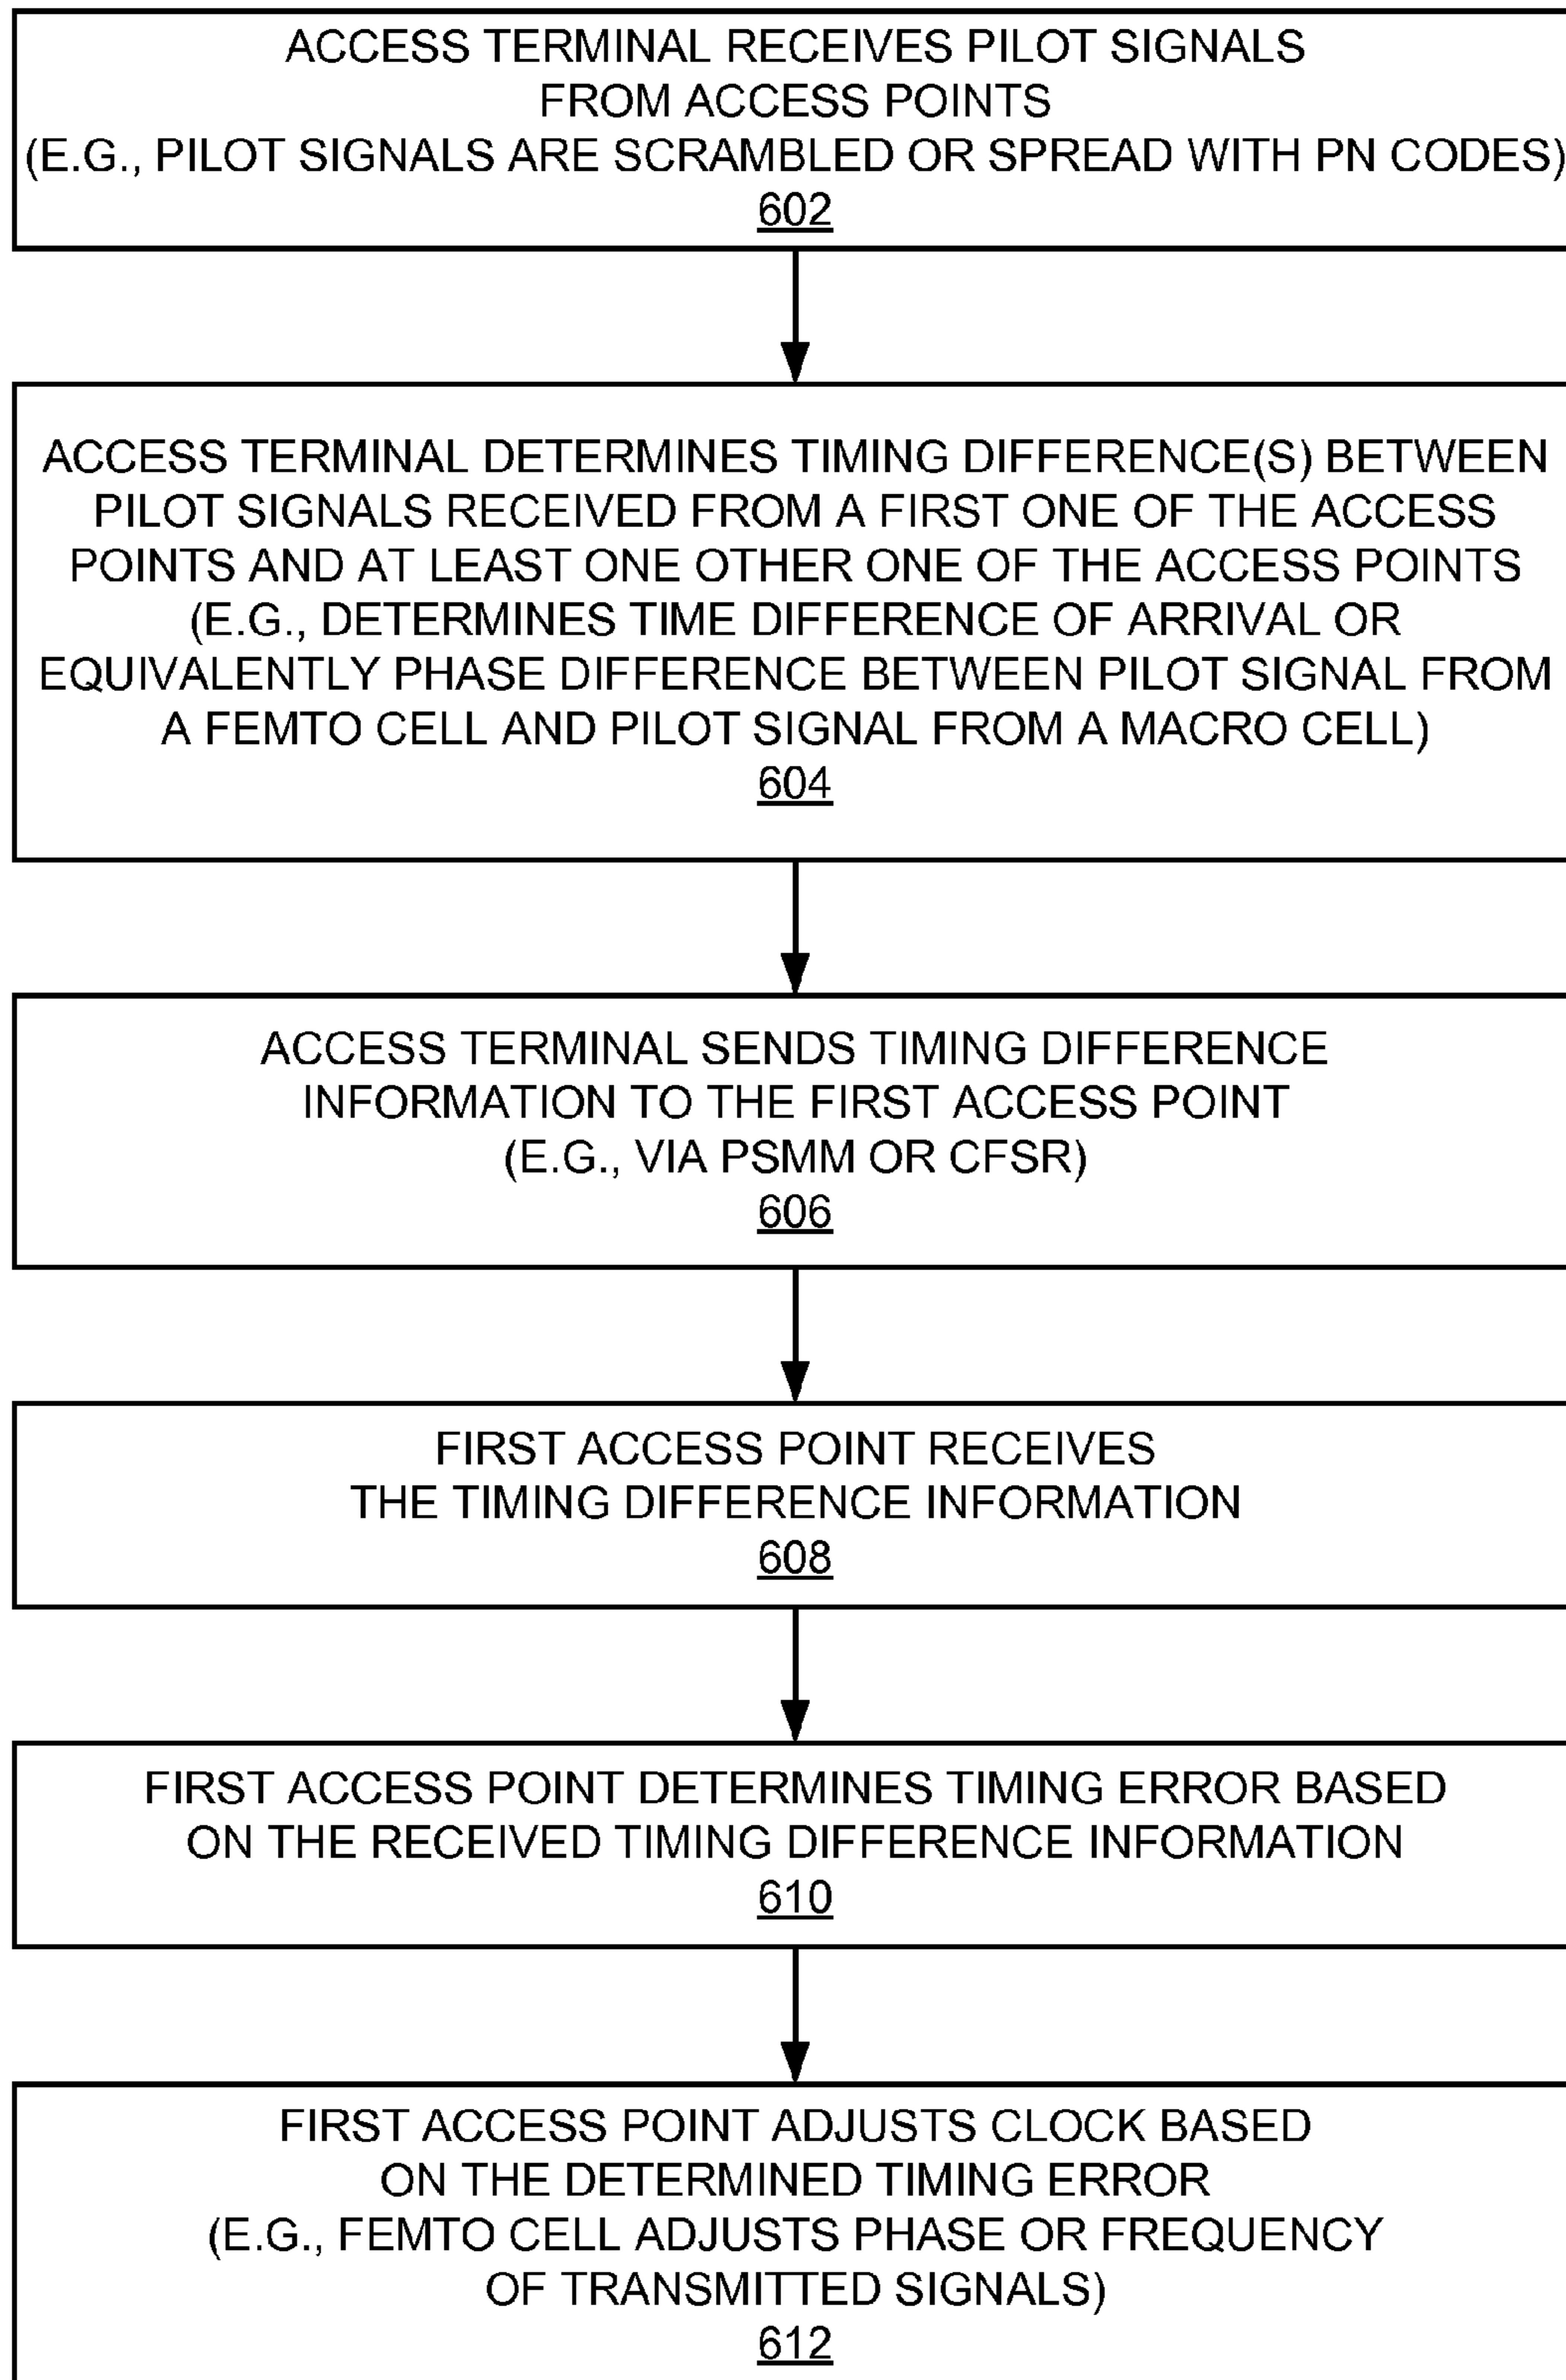 ACCESS TERMINAL RECEIVES PILOT SIGNALS
FROM ACCESS POINTS
(E.G., PILOT SIGNALS ARE SCRAMBLED OR SPREAD WITH PN CODES)
602
ACCESS TERMINAL DETERMINES TIMING DIFFERENCE(S) BETWEEN
PILOT SIGNALS RECEIVED FROM A FIRST ONE OF THE ACCESS
POINTS AND AT LEAST ONE OTHER ONE OF THE ACCESS POINTS
(E.G., DETERMINES TIME DIFFERENCE OF ARRIVAL OR
EQUIVALENTLY PHASE DIFFERENCE BETWEEN PILOT SIGNAL FROM
A FEMTO CELL AND PILOT SIGNAL FROM A MACRO CELL)
604
ACCESS TERMINAL SENDS TIMING DIFFERENCE
INFORMATION TO THE FIRST ACCESS POINT
(E.G., VIA PSMM OR CFSR)
606
FIRST ACCESS POINT RECEIVES
THE TIMING DIFFERENCE INFORMATION
608
FIRST ACCESS POINT DETERMINES TIMING ERROR BASED
ON THE RECEIVED TIMING DIFFERENCE INFORMATION
610
FIRST ACCESS POINT ADJUSTS CLOCK BASED
ON THE DETERMINED TIMING ERROR
(E.G., FEMTO CELL ADJUSTS PHASE OR FREQUENCY
OF TRANSMITTED SIGNALS)
612